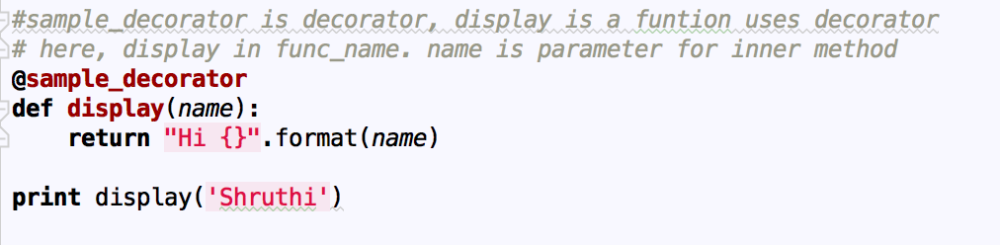 #sample_decorator is decorator, display is a funtion uses decorator
# here, display in func_name. name is parameter for inner method
@sample_decorator
def display(name):
    return "Hi {}".format(name)
print display('Shruthi')